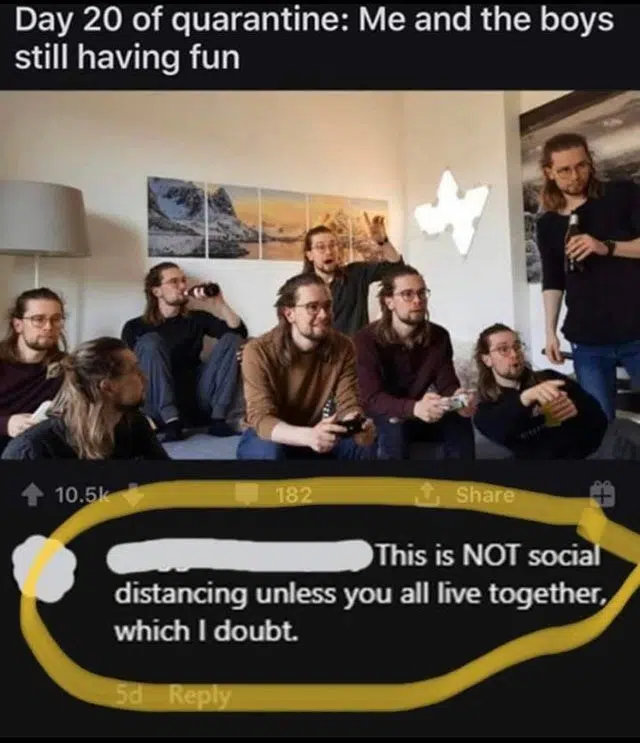 Day 20 of quarantine: Me and the boys
still having fun
10.5k 182 Share
This is NOT social
distancing unless you all live together,
which I doubt.
5d Reply